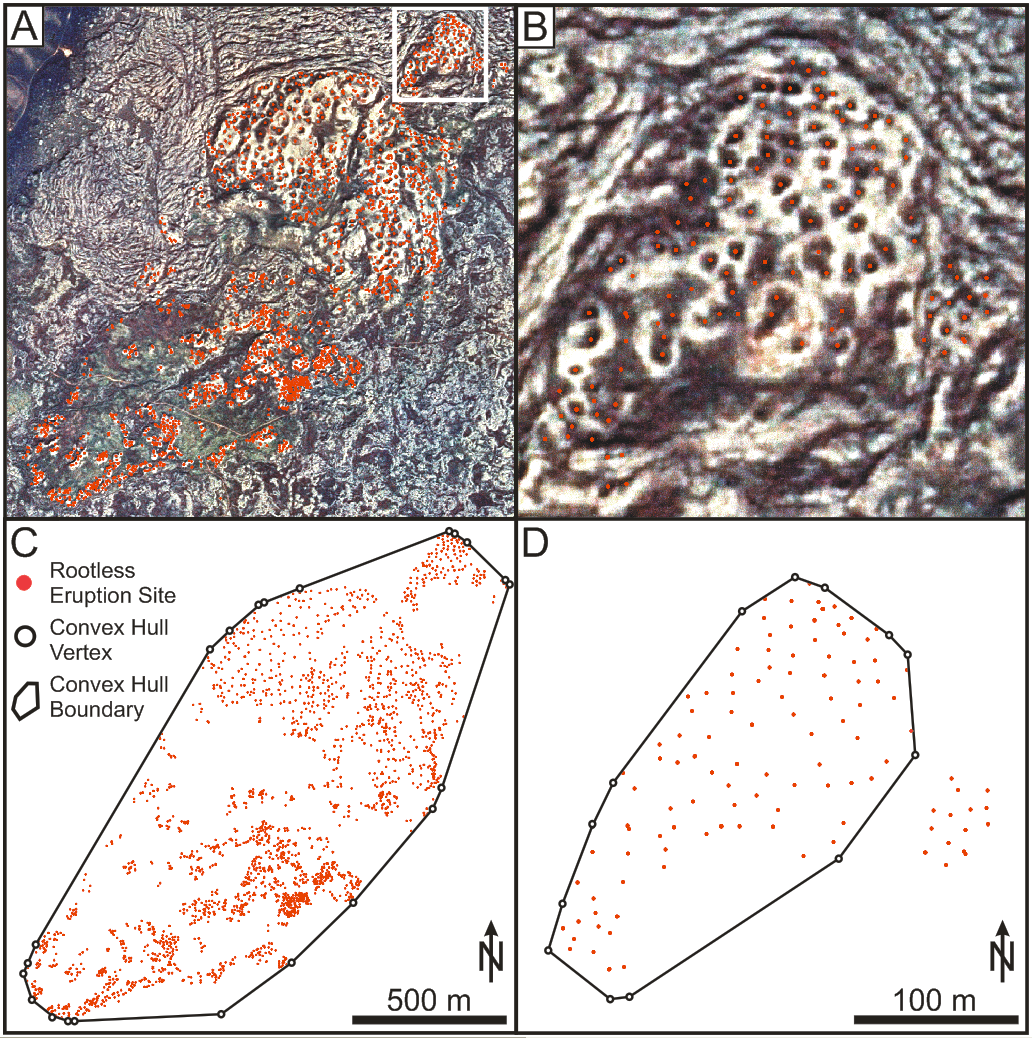 A
B
C
Rootless
Eruption Site
Convex Hull
Vertex
Convex Hull
Boundary
N
500 m
D
N
100 m